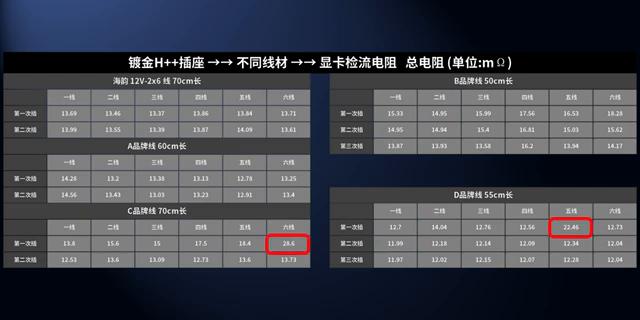 镀金H++插座 →→ 不同线材 →→ 显卡检流电阻 总电阻 (单位:mΩ)
海韵 12V-2x6 线 70cm长
一线 二线 三线 四线 五线 六线
第一次插 13.69 13.46 13.37 13.86 13.84 13.71
第二次插 13.99 13.55 13.39 13.87 14.09 13.61
A品牌线 60cm长
一线 二线 三线 四线 五线 六线
第一次插 14.28 13.2 13.38 13.13 12.78 13.25
第二次插 14.56 13.43 13.03 13.23 12.91 13.4
C品牌线 70cm长
一线 二线 三线 四线 五线 六线
第一次插 13.8 15.6 15 17.5 18.4 28.6
第二次插 12.53 13.6 13.09 12.73 13.6 13.73
B品牌线 50cm长
一线 二线 三线 四线 五线 六线
第一次插 15.33 14.95 15.99 17.56 16.53 18.28
第二次插 14.95 14.94 15.4 16.81 15.03 15.62
第三次插 13.87 13.93 13.58 16.2 13.94 14.17
D品牌线 55cm长
一线 二线 三线 四线 五线 六线
第一次插 12.7 14.04 12.76 12.56 22.46 12.73
第二次插 11.99 12.18 12.14 12.09 12.34 12.04
第三次插 11.97 12.02 12.15 12.07 12.28 12.04